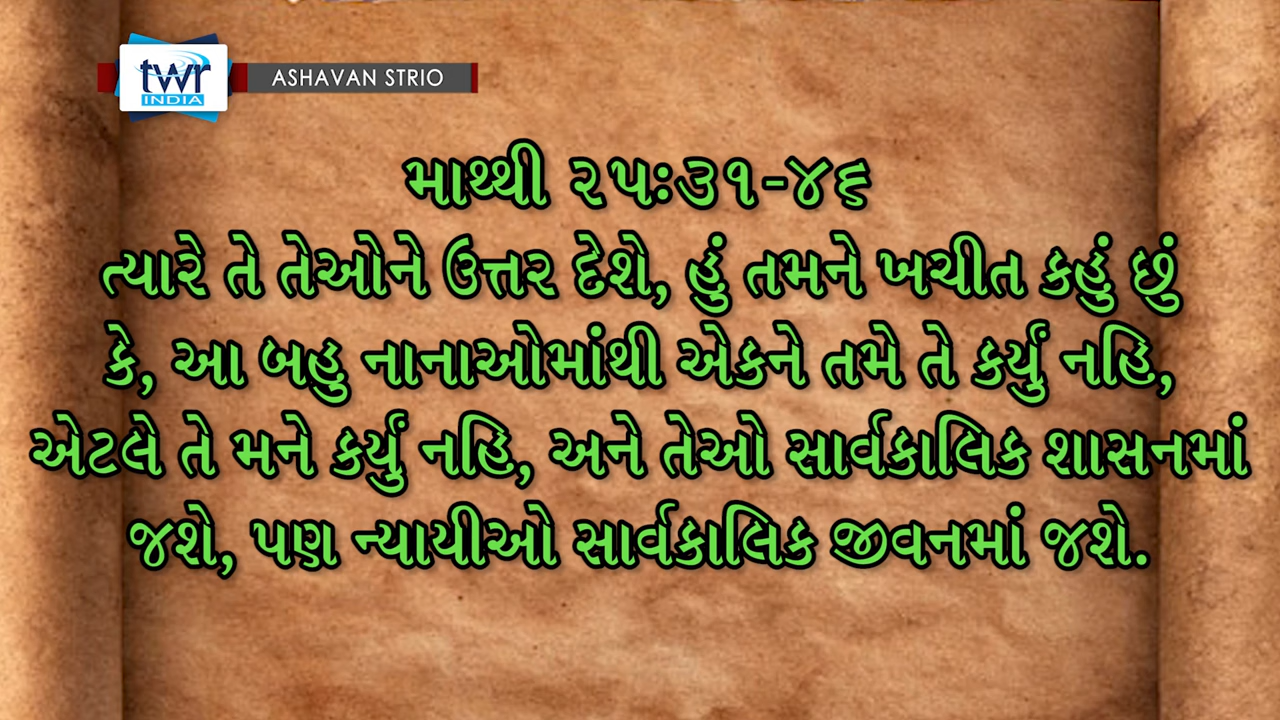 twr
INDIA
ASHAVAN STRIO
માથ્થી ૨૫ઃ૩૧-૪૬
ત્યારે તે તેઓને ઉત્તર દેશે, હું તમને ખચીત કહું છું
કે, આ બહુ નાનાઓમાંથી એકને તમે તે કર્યું નહિ,
એટલે તે મને કર્યું નહિ, અને તેઓ સાર્વકાલિક શાસનમાં
જશે, પણ ન્યાયીઓ સાર્વકાલિક જીવનમાં જશે.